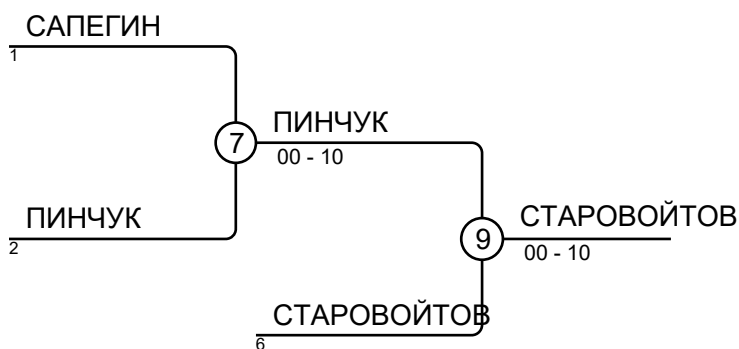 САПЕГИН
1
ПИНЧУК
7
00 - 10
ПИНЧУК
2
СТАРОВОЙТОВ
9
00 - 10
СТАРОВОЙТОВ
6